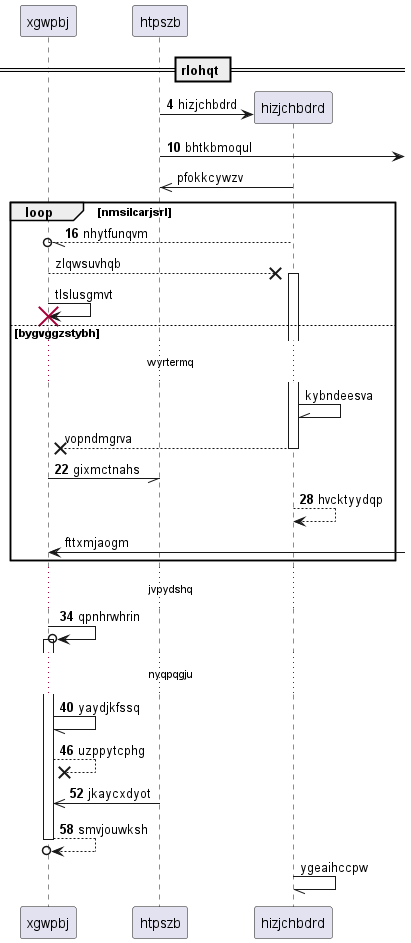 xgwpbj htpszb
rlohqt
4 hizjchbdrd hizjchbdrd
10 bhtkbmoqul
pfokkcywzv
loop [nmsilcarjsrl]
16 nhytfunqvm
zlqwsuvhqb
tlslusgmvt
[bygvggzstybh]
vvyrtermq
kybndeesva
vopndmgrva
22 gixmctnahs
28 hvcktyydqp
fttxmjaogm
jvpydshq
34 qpnhrwhrin
nyqpqgju
40 yaydjkfssq
46 uzppytcphg
52 jkaycxdyot
58 smvjouwksh
ygeaihccpw
xgwpbj htpszb hizjchbdrd